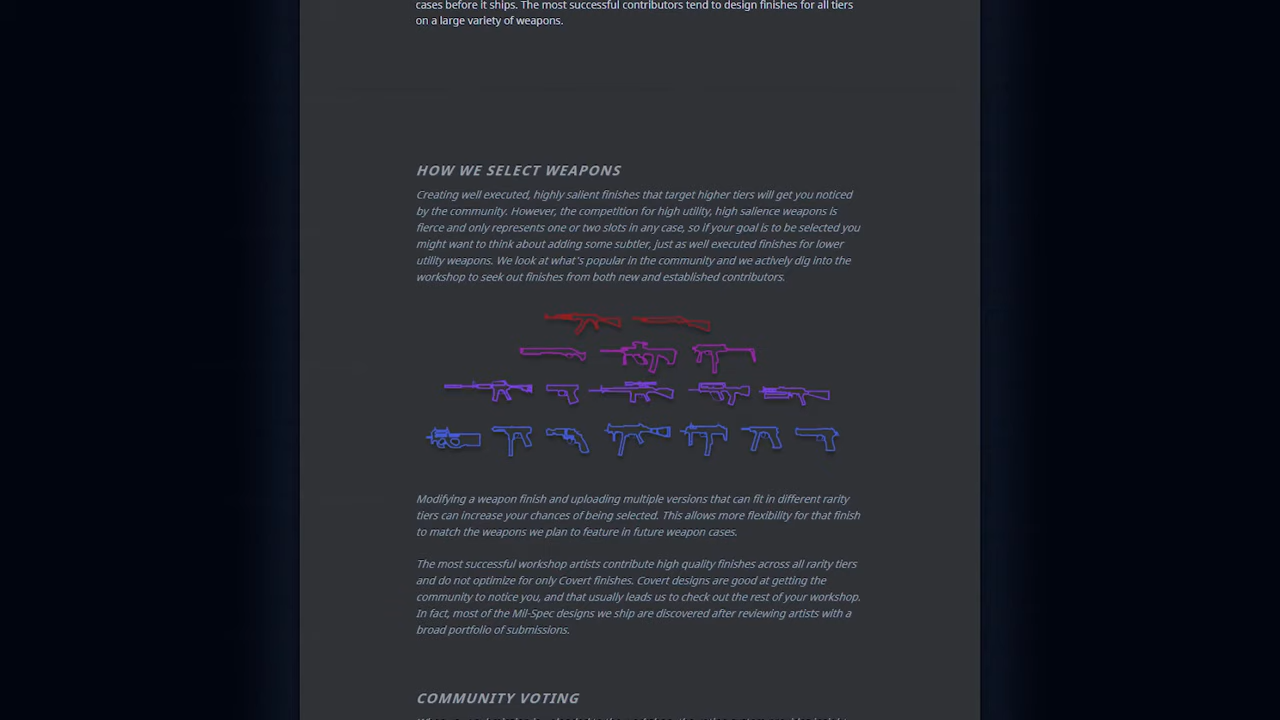 cases before it ships. The most successful contributors tend to design finishes for all tiers
on a large variety of weapons.
HOW WE SELECT WEAPONS
Creating well executed, highly salient finishes that target higher tiers will get you noticed
by the community. However, the competition for high utility, high salience weapons is
fierce and only represents one or two slots in any case, so if your goal is to be selected you
might want to think about adding some subtler, just as well executed finishes for lower
utility weapons. We look at what's popular in the community and we actively dig into the
workshop to seek out finishes from both new and established contributors.
Modifying a weapon finish and uploading multiple versions that can fit in different rarity
tiers can increase your chances of being selected. This allows more flexibility for that finish
to match the weapons we plan to feature in future weapon cases.
The most successful workshop artists contribute high quality finishes across all rarity tiers
and do not optimize for only Covert finishes. Covert designs are good at getting the
community to notice you, and that usually leads us to check out the rest of your workshop.
In fact, most of the Mil-Spec designs we ship are discovered after reviewing artists with a
broad portfolio of submissions.
COMMUNITY VOTING